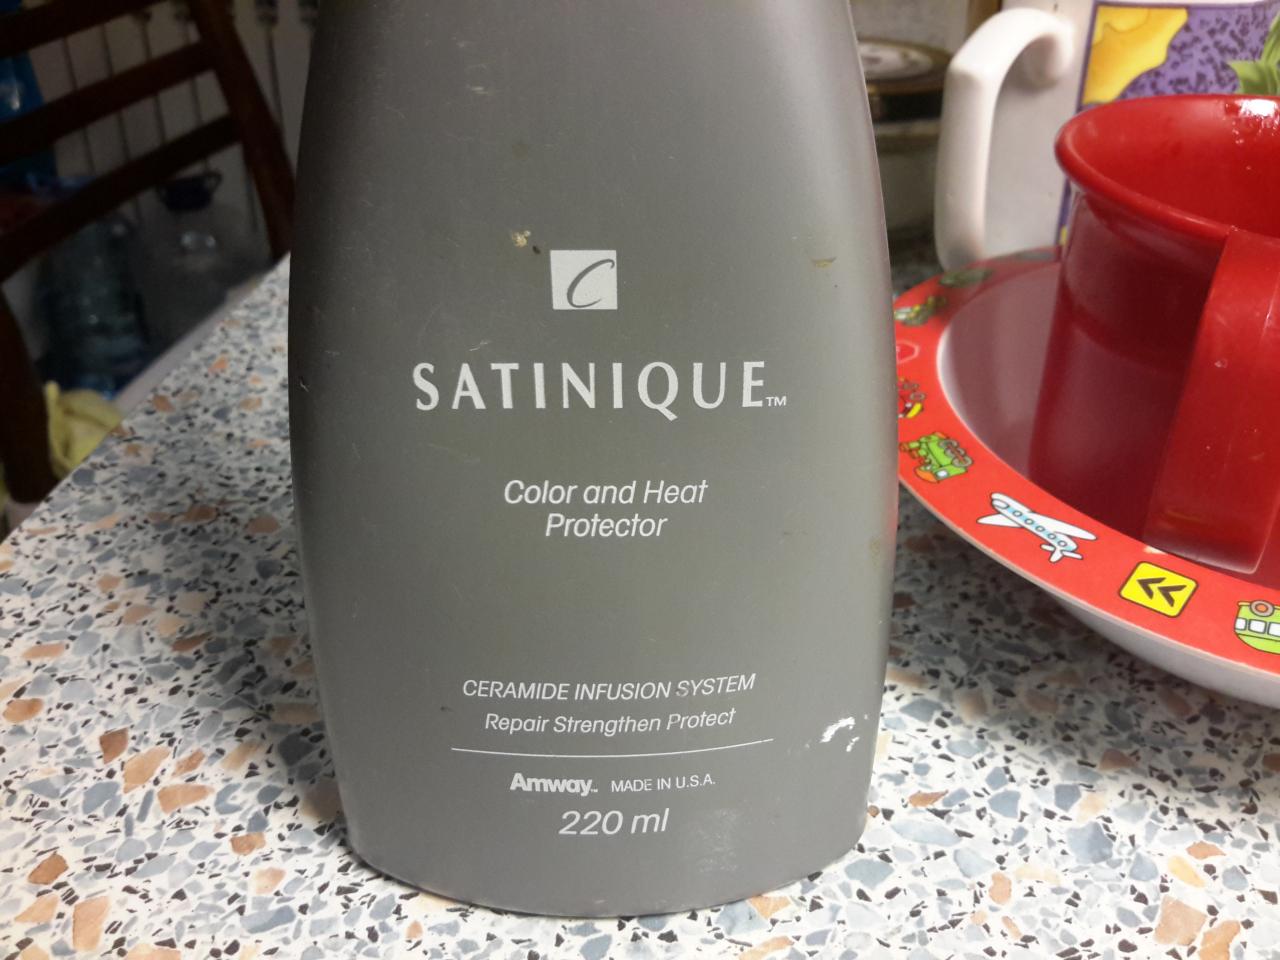 C
SATINIQUE™
Color and Heat
Protector
CERAMIDE INFUSION SYSTEM
Repair Strengthen Protect
Amway™ MADE IN U.S.A.
220 ml